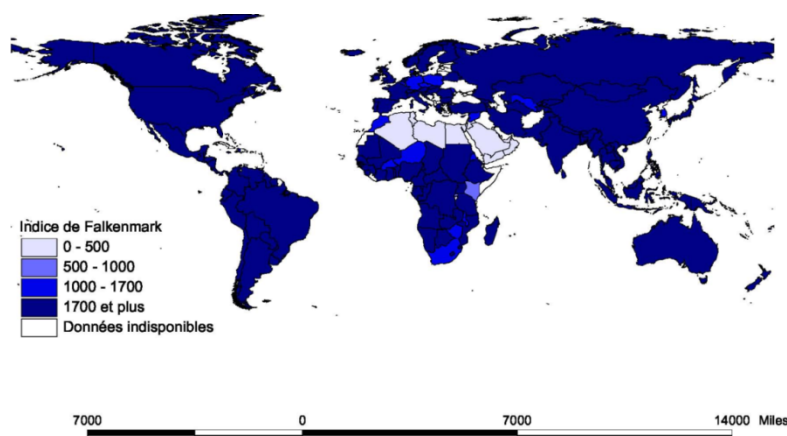 Indice de Falkenmark
0 - 500
500 - 1000
1000 - 1700
1700 et plus
Données indisponibles
7000 0 7000 14000 Miles